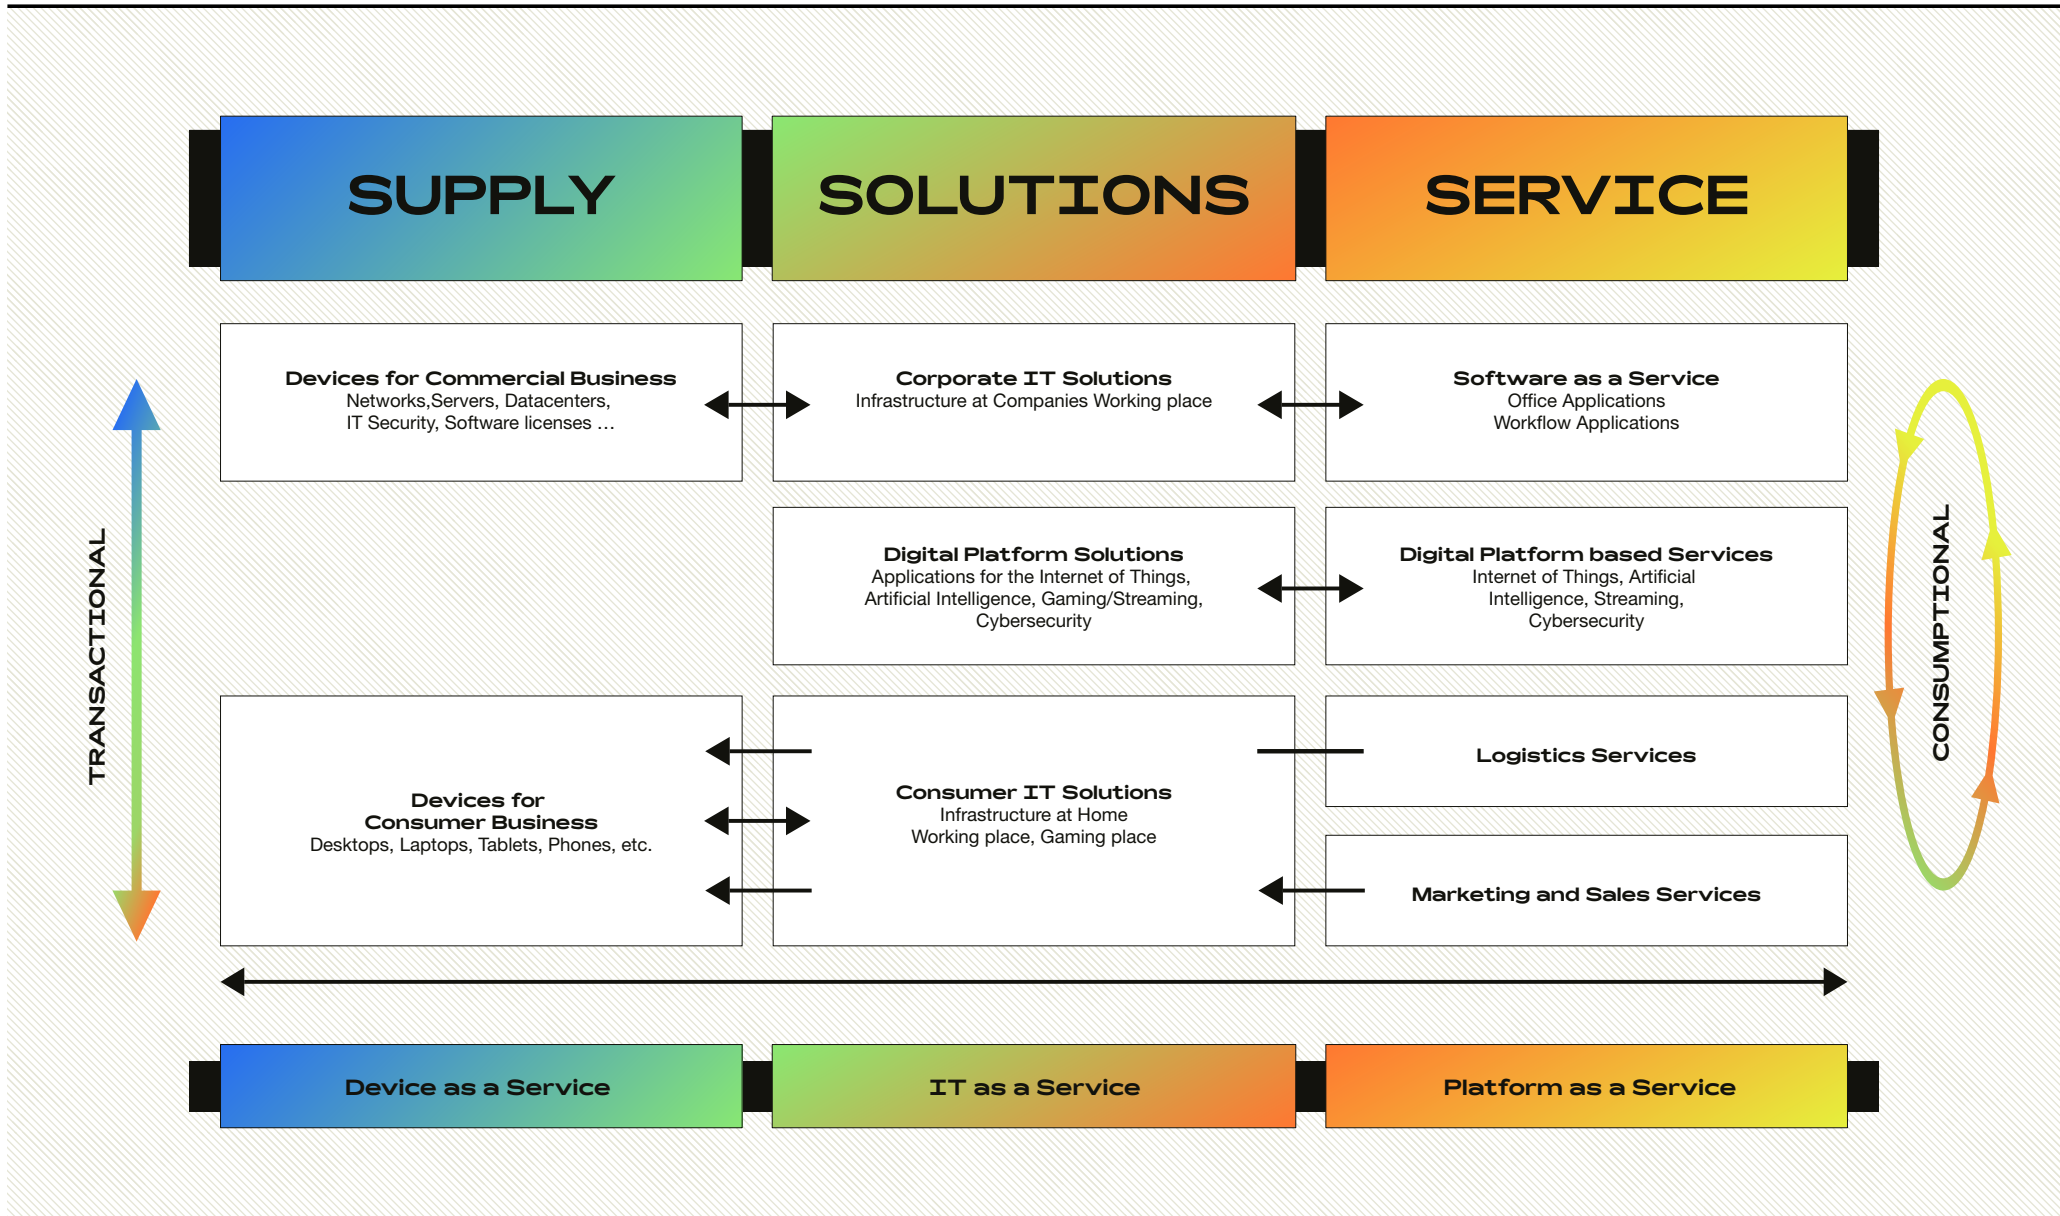 SUPPLY
SOLUTIONS
SERVICE
Devices for Commercial Business
Networks,Servers, Datacenters,
IT Security, Software licenses ...
Corporate IT Solutions
Infrastructure at Companies Working place
Software as a Service
Office Applications
Workflow Applications
Digital Platform Solutions
Applications for the Internet of Things,
Artificial Intelligence, Gaming/Streaming,
Cybersecurity
Digital Platform based Services
Internet of Things, Artificial
Intelligence, Streaming,
Cybersecurity
TRANSACTIONAL
CONSUMPTIONAL
Devices for
Consumer Business
Desktops, Laptops, Tablets, Phones, etc.
Consumer IT Solutions
Infrastructure at Home
Working place, Gaming place
Logistics Services
Marketing and Sales Services
Device as a Service
IT as a Service
Platform as a Service